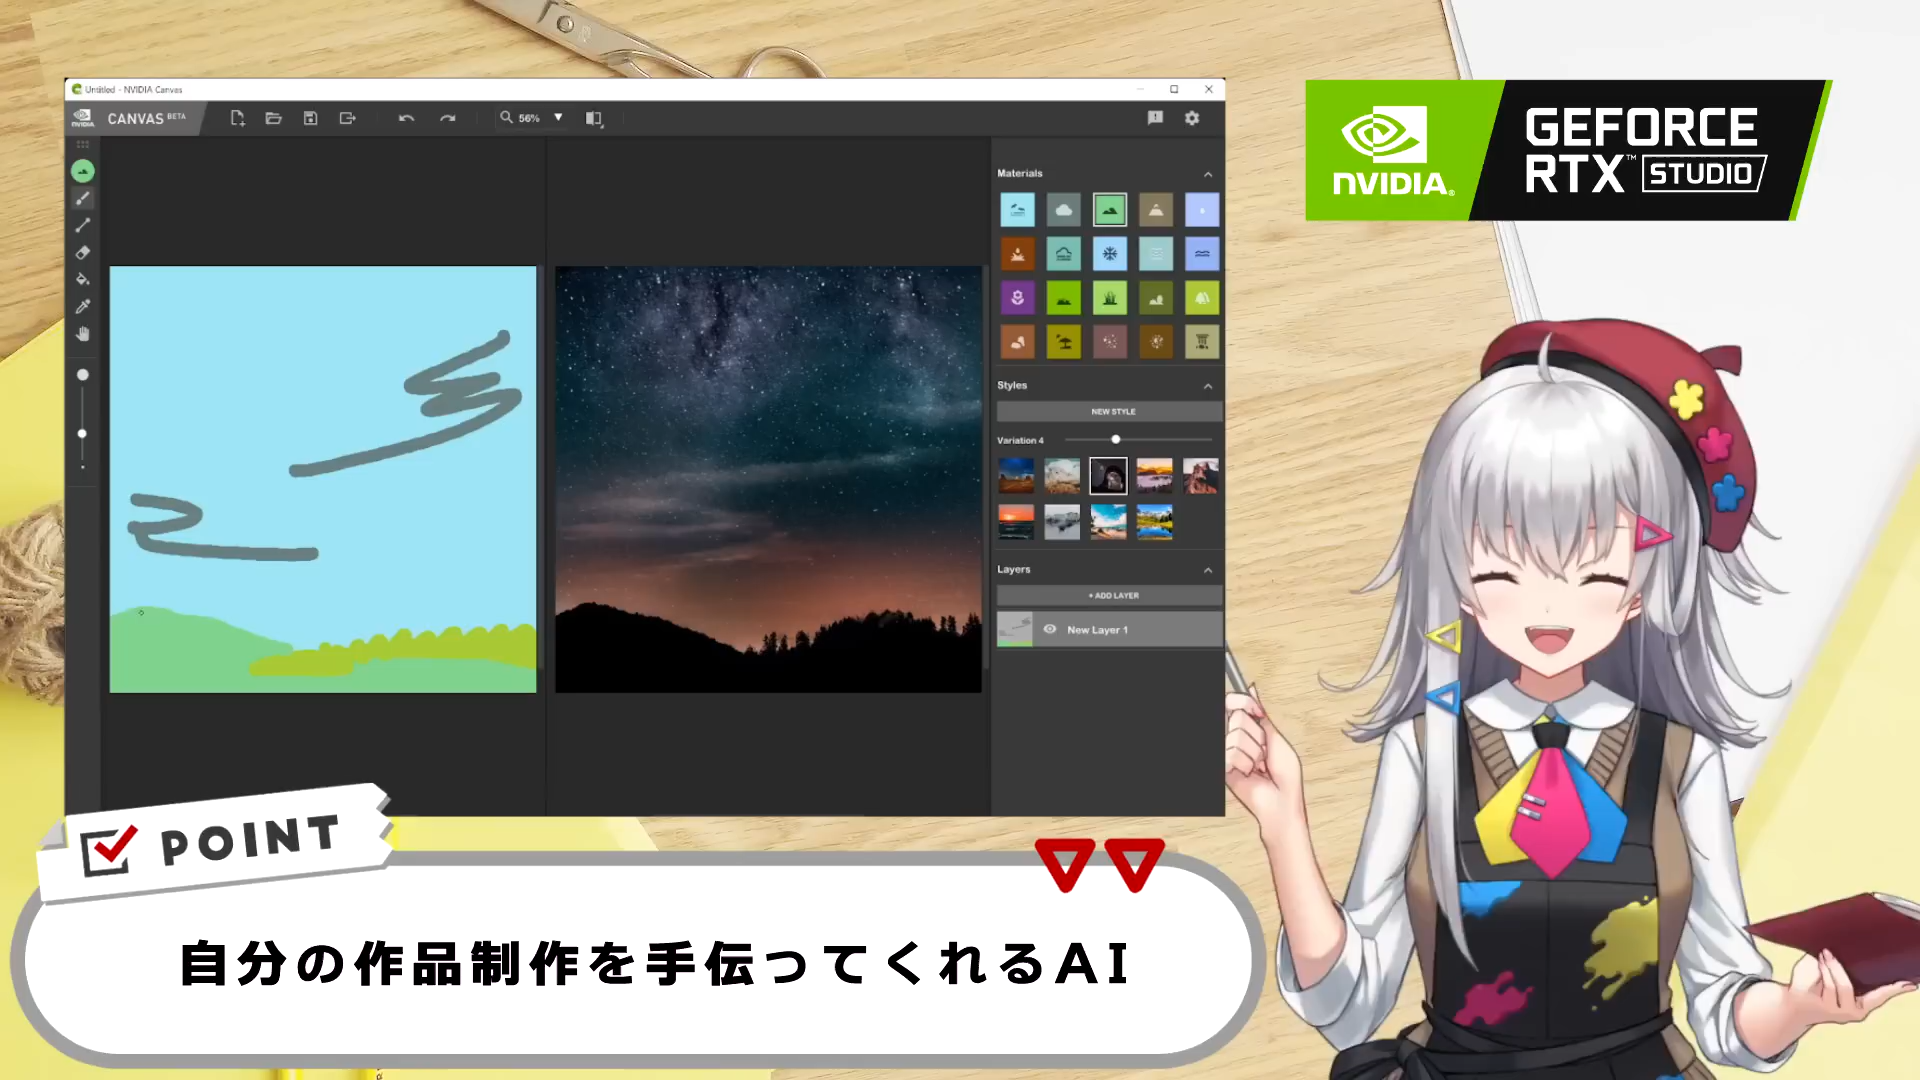 Untitled - NVIDIA Canvas
NVIDIA.
CANVAS BETA
56%
Materials
Styles
NEW STYLE
Variation 4
Layers
+ ADD LAYER
New Layer 1
NVIDIA.
GEFORCE
RTX™ STUDIO
POINT
自分の作品制作を手伝ってくれるAI